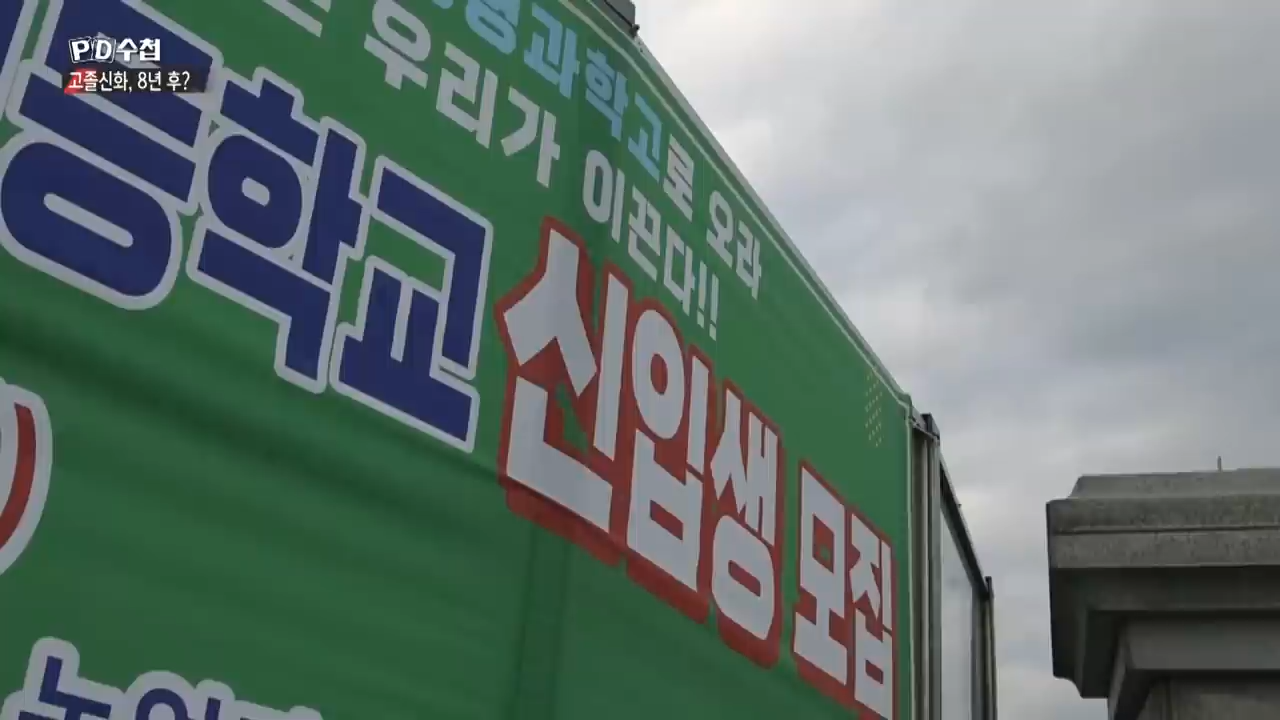 PD수첩
고졸신화, 8년 후?
과학고로 오라
우리가 이끈다!!
등학교 신입생 모집